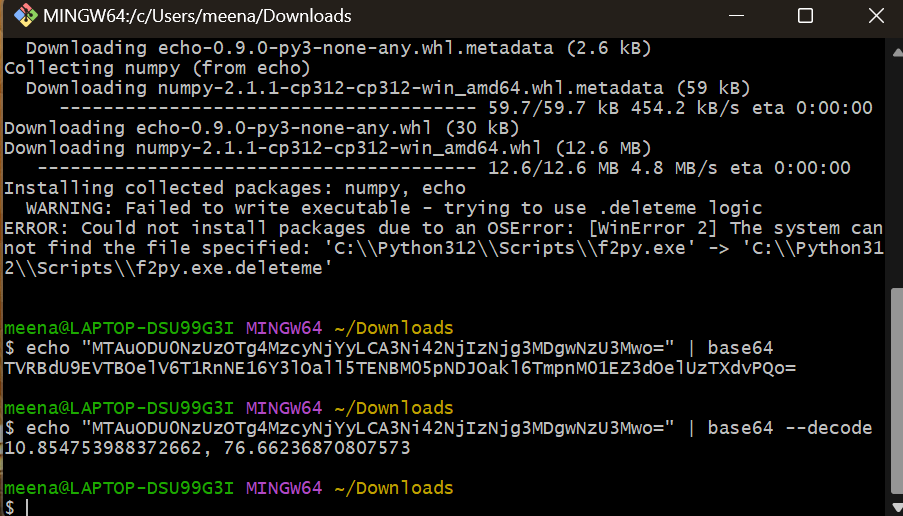 MINGW64:/c/Users/meena/Downloads
  Downloading echo-0.9.0-py3-none-any.whl.metadata (2.6 kB)
Collecting numpy (from echo)
  Downloading numpy-2.1.1-cp312-cp312-win_amd64.whl.metadata (59 kB)
     ---------------------------------------- 59.7/59.7 kB 454.2 kB/s eta 0:00:00
Downloading echo-0.9.0-py3-none-any.whl (30 kB)
Downloading numpy-2.1.1-cp312-cp312-win_amd64.whl (12.6 MB)
   ---------------------------------------- 12.6/12.6 MB 4.8 MB/s eta 0:00:00
Installing collected packages: numpy, echo
  WARNING: Failed to write executable - trying to use .deleteme logic
ERROR: Could not install packages due to an OSError: [WinError 2] The system can
not find the file specified: 'C:\\Python312\\Scripts\\f2py.exe' -> 'C:\\Python31
2\\Scripts\\f2py.exe.deleteme'
meena@LAPTOP-DSU99G3I MINGW64 ~/Downloads
$ echo "MTAuODU0NzUzOTg4MzcyNjYyLCA3Ni42NjIzNjg3MDgwNzU3Mwo=" | base64
TVRBdU9EVTBOelV6T1RnNE16Y3lOall5TENBM05pNDJOakl6TmpnM01EZ3dOelUzTXdvPQo=
meena@LAPTOP-DSU99G3I MINGW64 ~/Downloads
$ echo "MTAuODU0NzUzOTg4MzcyNjYyLCA3Ni42NjIzNjg3MDgwNzU3Mwo=" | base64 --decode
10.854753988372662, 76.66236870807573
meena@LAPTOP-DSU99G3I MINGW64 ~/Downloads
$